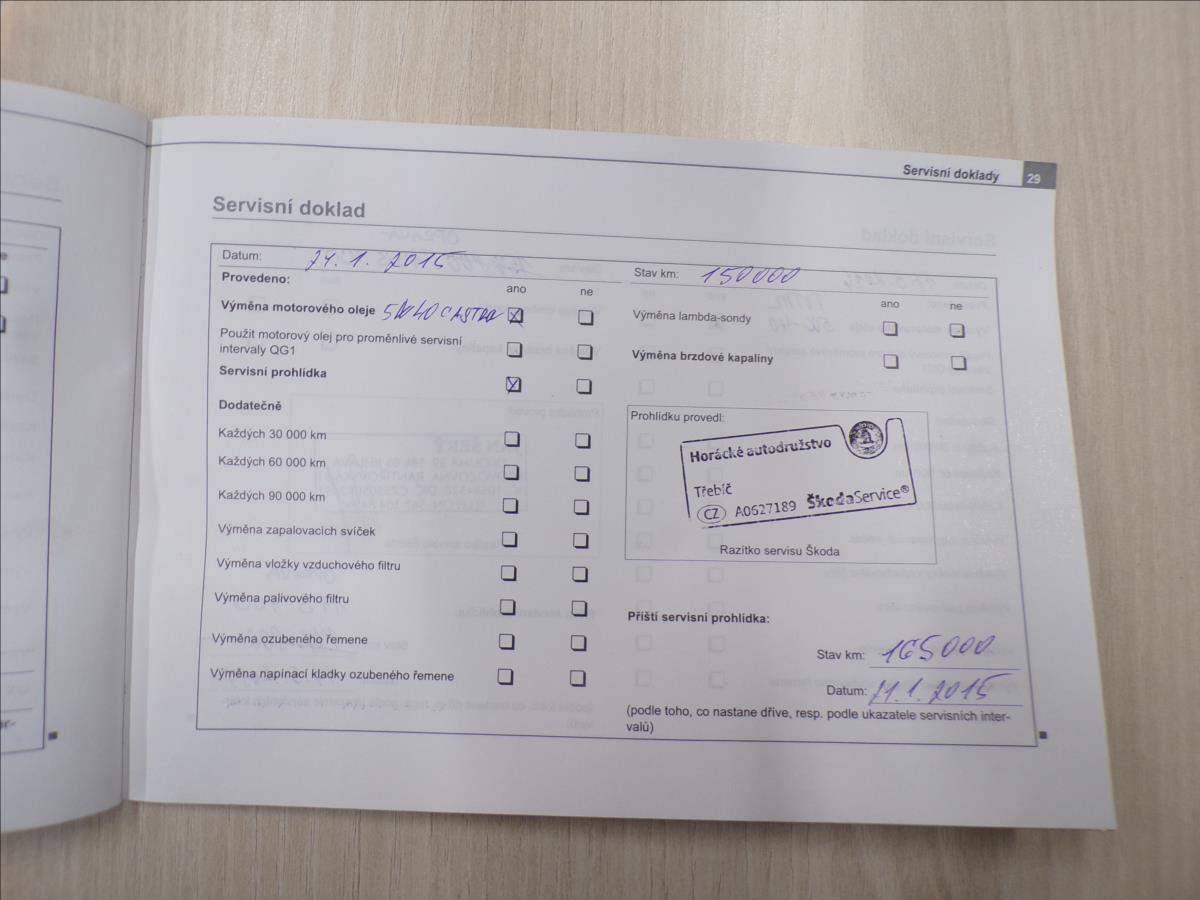 Servisní doklady 29
Servisní doklad
Datum: 24.1. 2015
Stav km: 150000
Provedeno:
ano ne
Výměna motorového oleje 5W40 CASTROL
Použit motorový olej pro proměnlivé servisní
intervaly QG1
Servisní prohlídka
Dodatečně
Každých 30 000 km
Každých 60 000 km
Každých 90 000 km
Výměna zapalovacích svíček
Výměna vložky vzduchového filtru
Výměna palivového filtru
Výměna ozubeného řemene
Výměna napínací kladky ozubeného řemene
ano ne
Výměna lambda-sondy
Výměna brzdové kapaliny
Prohlídku provedl:
Horácké autodružstvo
Třebíč
CZ A0627189 ŠkodaService®
Razítko servisu Škoda
Příští servisní prohlídka:
Stav km: 165000
Datum: 21.1. 2015
(podle toho, co nastane dříve, resp. podle ukazatele servisních inter-
valů)